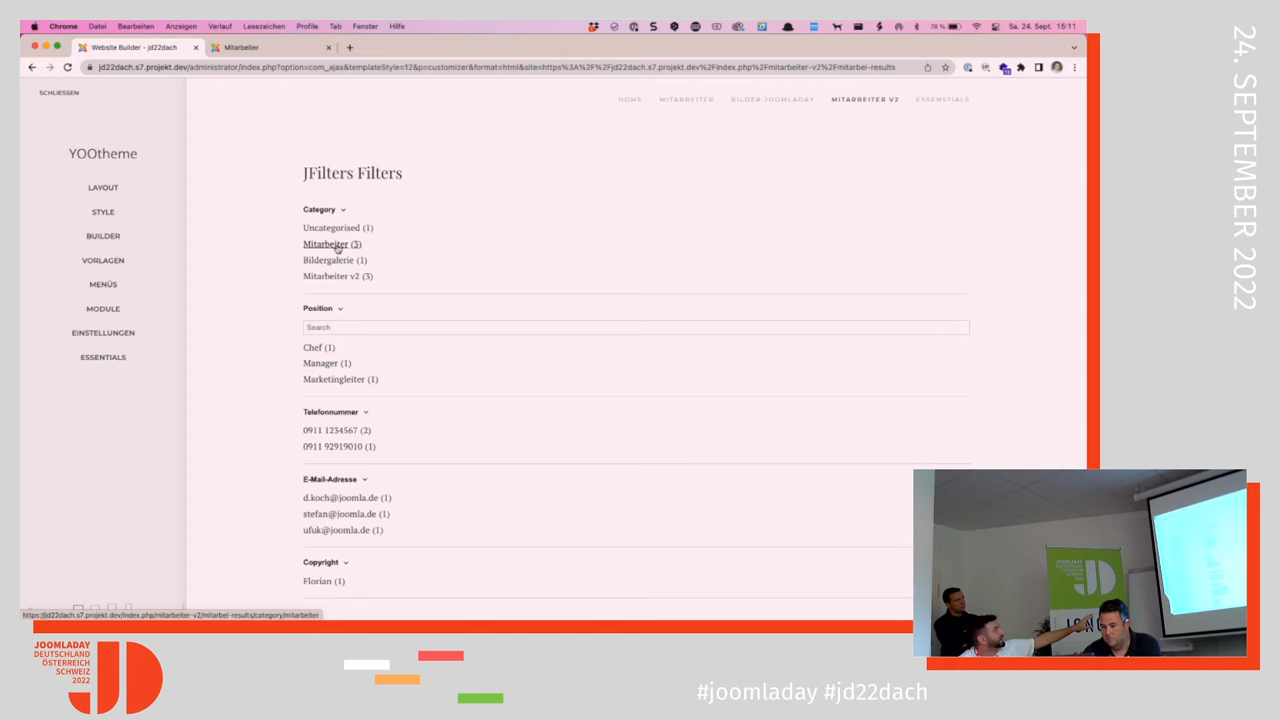 Chrome Datei Bearbeiten Anzeigen Verlauf Lesezeichen Profile Tab Fenster Hilfe 78 % Sa. 24. Sept. 15:11
Website Builder - jd22dach
Mitarbeiter
jd22dach.s7.projekt.dev/administrator/index.php?option=com_ajax&templateStyle=12&p=customizer&format=html&site=https%3A%2F%2Fjd22dach.s7.projekt.dev%2Findex.php%2Fmitarbeiter-v2%2Fmitarbei-results
SCHLIESSEN
YOOtheme
LAYOUT
STYLE
BUILDER
VORLAGEN
MENÜS
MODULE
EINSTELLUNGEN
ESSENTIALS
HOME MITARBEITER BILDER JOOMLADAY MITARBEITER V2 ESSENSTIALS
JFilters Filters
Category
Uncategorised (1)
Mitarbeiter (3)
Bildergalerie (1)
Mitarbeiter v2 (3)
Position
Search
Chef (1)
Manager (1)
Marketingleiter (1)
Telefonnummer
0911 1234567 (2)
0911 92919010 (1)
E-Mail-Adresse
d.koch@joomla.de (1)
stefan@joomla.de (1)
ufuk@joomla.de (1)
Copyright
Florian (1)
https://jd22dach.s7.projekt.dev/index.php/mitarbeiter-v2/mitarbei-results/category/mitarbeiter
24. SEPTEMBER 2022
JOOMLADAY
DEUTSCHLAND
ÖSTERREICH
SCHWEIZ
2022
#joomladay #jd22dach